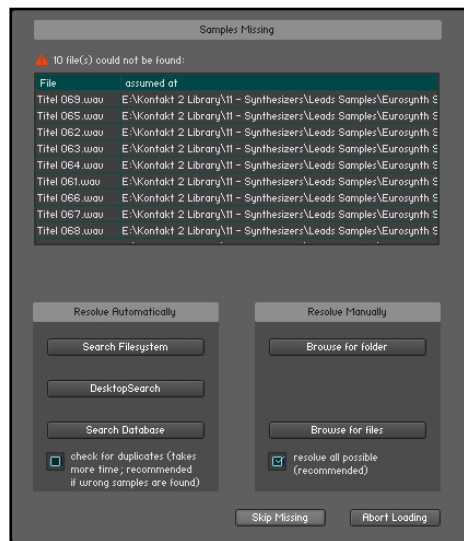 Samples Missing
10 file(s) could not be found:
File assumed at
Titel 069.wav E:\Kontakt 2 Library\11 - Synthesizers\Leads Samples\Eurosynth S
Titel 065.wav E:\Kontakt 2 Library\11 - Synthesizers\Leads Samples\Eurosynth S
Titel 062.wav E:\Kontakt 2 Library\11 - Synthesizers\Leads Samples\Eurosynth S
Titel 063.wav E:\Kontakt 2 Library\11 - Synthesizers\Leads Samples\Eurosynth S
Titel 064.wav E:\Kontakt 2 Library\11 - Synthesizers\Leads Samples\Eurosynth S
Titel 061.wav E:\Kontakt 2 Library\11 - Synthesizers\Leads Samples\Eurosynth S
Titel 066.wav E:\Kontakt 2 Library\11 - Synthesizers\Leads Samples\Eurosynth S
Titel 067.wav E:\Kontakt 2 Library\11 - Synthesizers\Leads Samples\Eurosynth S
Titel 068.wav E:\Kontakt 2 Library\11 - Synthesizers\Leads Samples\Eurosynth S
Resolve Automatically
Search Filesystem
DesktopSearch
Search Database
check for duplicates (takes
more time; recommended
if wrong samples are found)
Resolve Manually
Browse for folder
Browse for files
resolve all possible
(recommended)
Skip Missing
Abort Loading